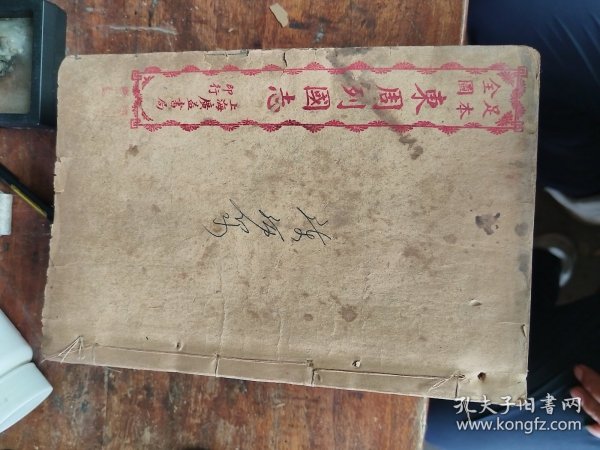 足本
全圖
東周列國志
上海廣益書局
印行
孔夫子旧书网
www.kongfz.com